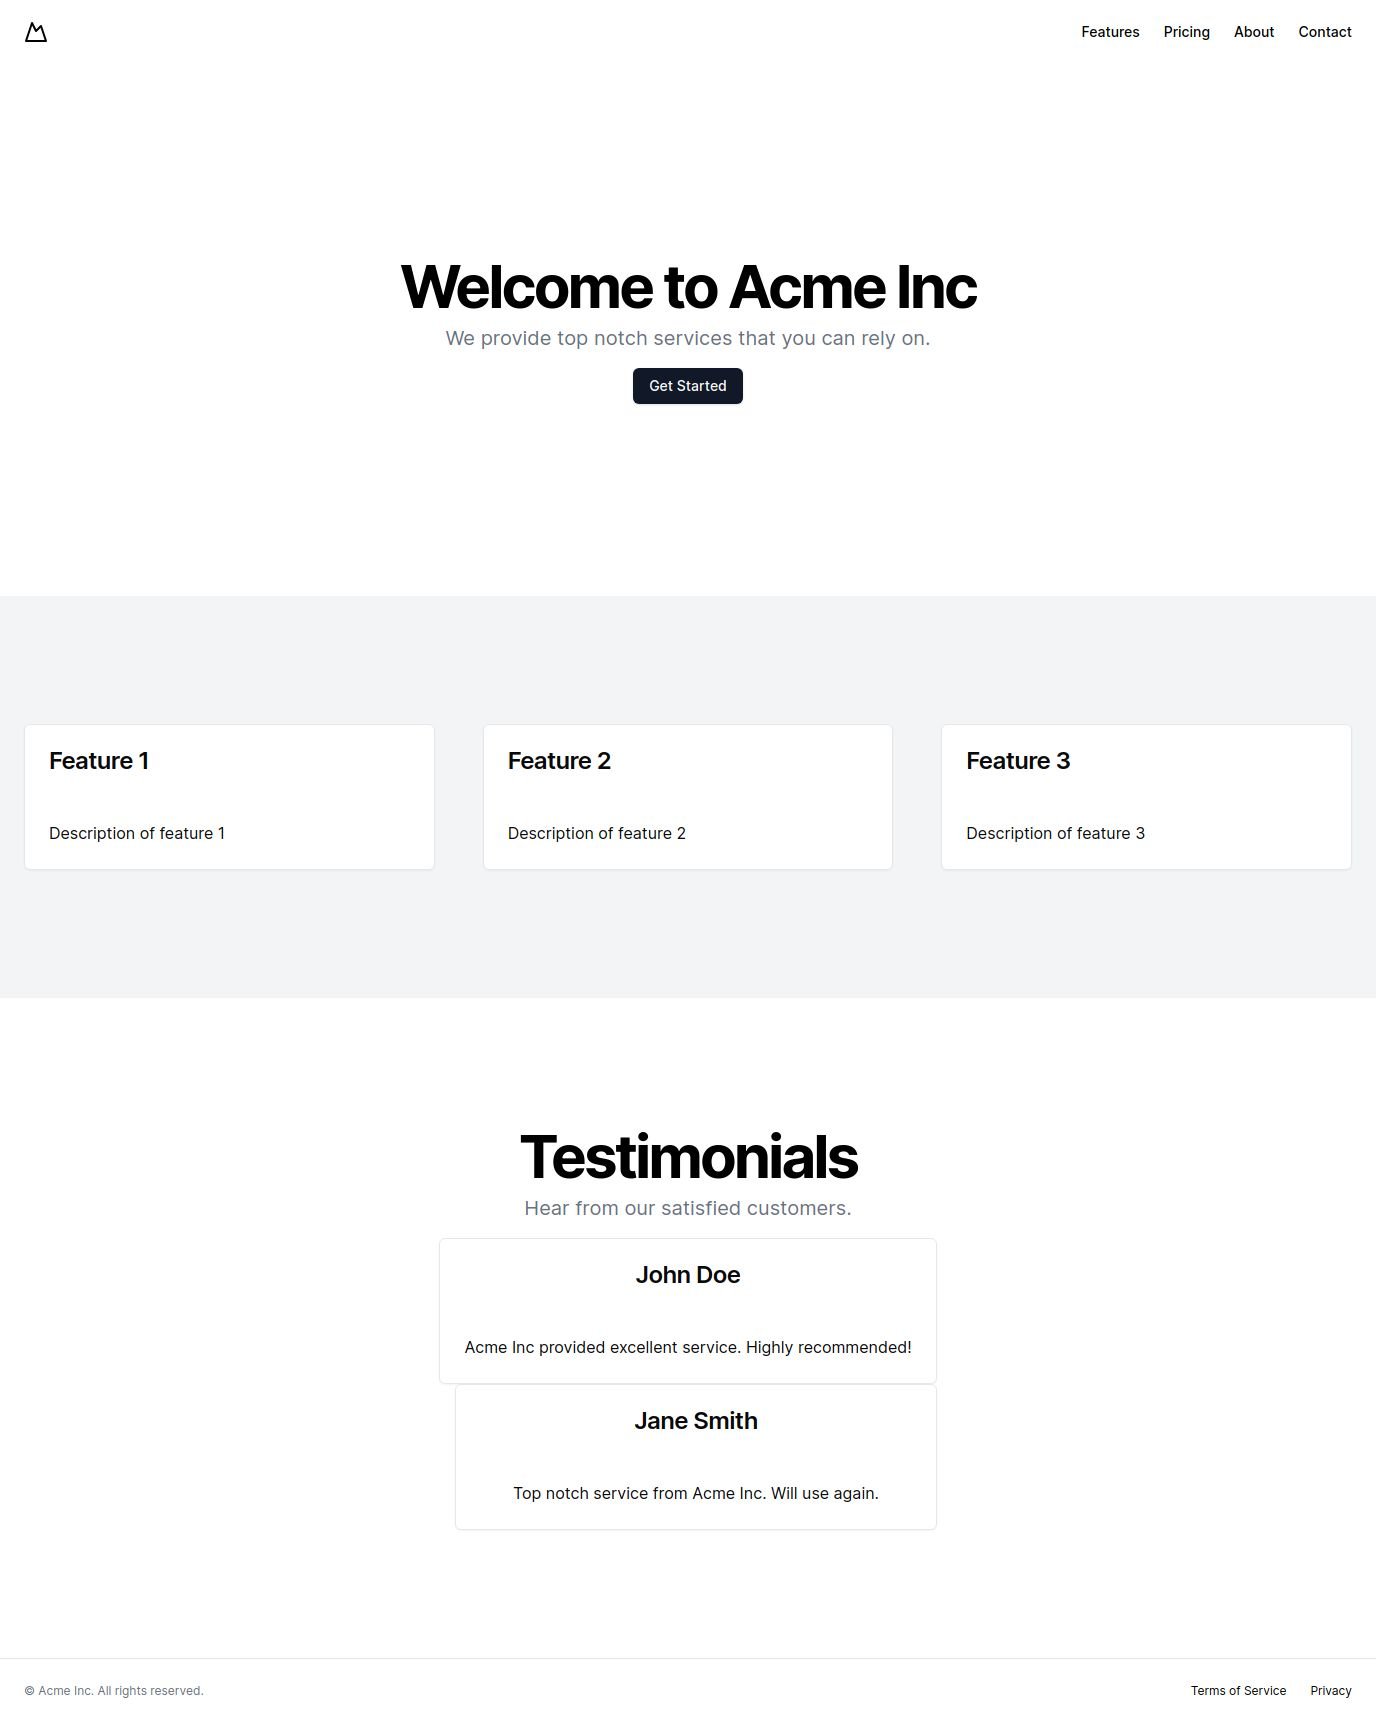 Features Pricing About Contact
Welcome to Acme Inc
We provide top notch services that you can rely on.
Get Started
Feature 1
Description of feature 1
Feature 2
Description of feature 2
Feature 3
Description of feature 3
Testimonials
Hear from our satisfied customers.
John Doe
Acme Inc provided excellent service. Highly recommended!
Jane Smith
Top notch service from Acme Inc. Will use again.
© Acme Inc. All rights reserved.
Terms of Service Privacy